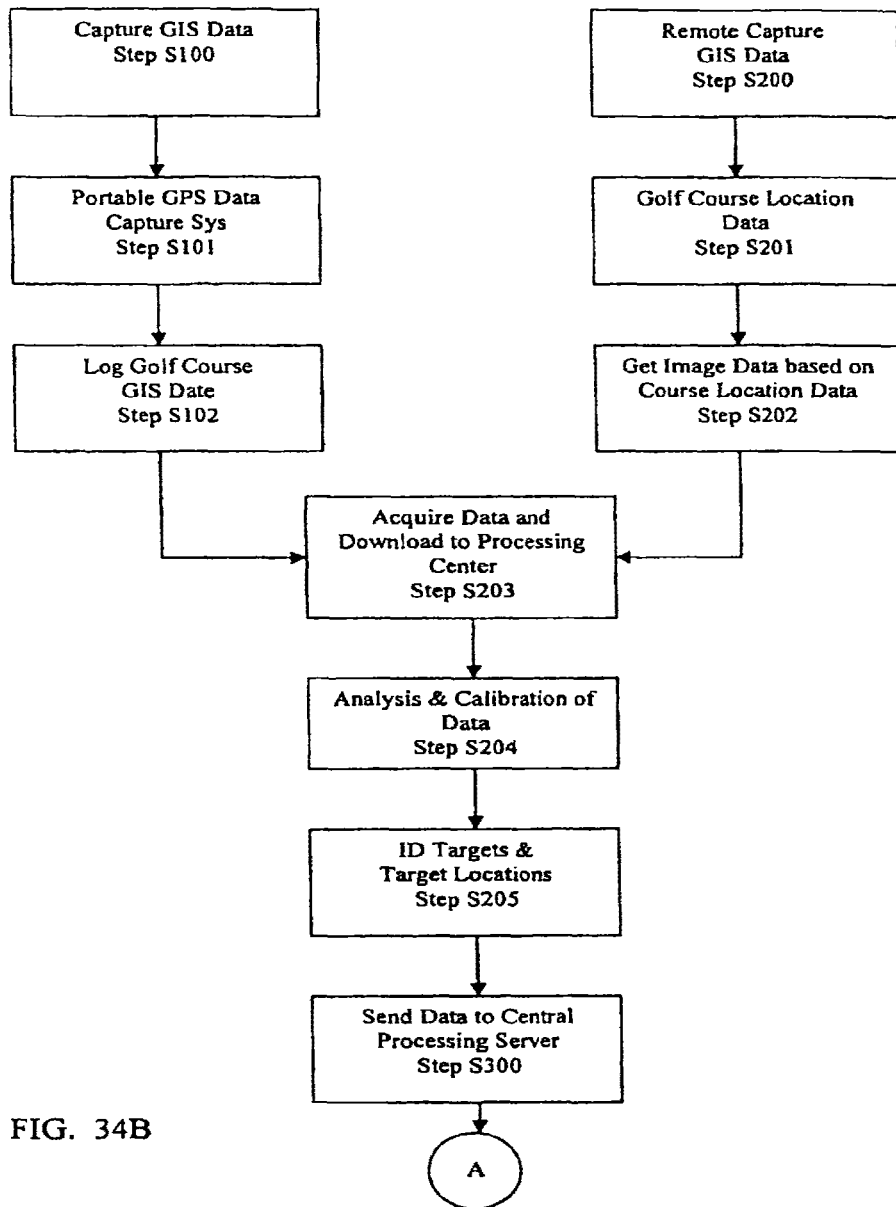 Capture GIS Data
Step S100
Remote Capture
GIS Data
Step S200
Portable GPS Data
Capture Sys
Step S101
Golf Course Location
Data
Step S201
Log Golf Course
GIS Date
Step S102
Get Image Data based on
Course Location Data
Step S202
Acquire Data and
Download to Processing
Center
Step S203
Analysis & Calibration of
Data
Step S204
ID Targets &
Target Locations
Step S205
Send Data to Central
Processing Server
Step S300
FIG. 34B
A